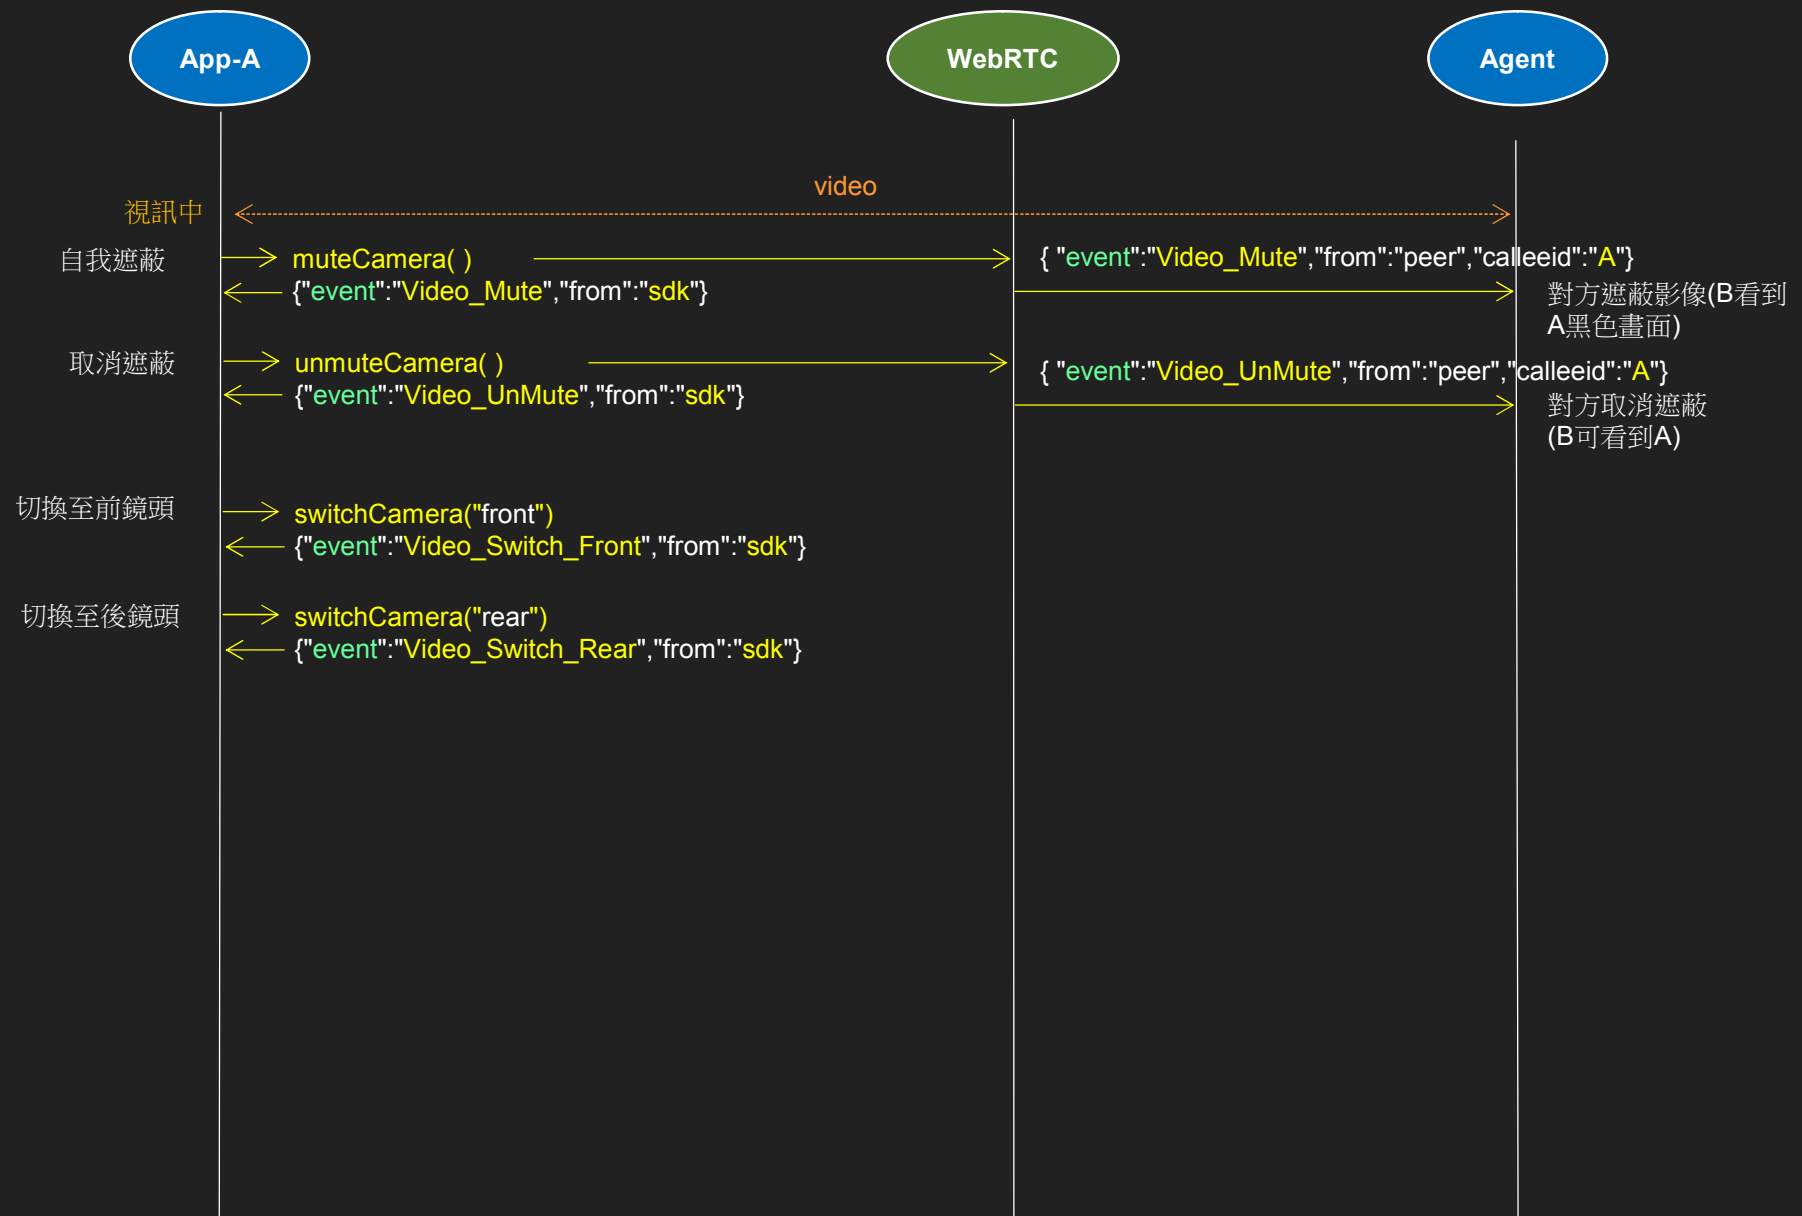 App-A
WebRTC
Agent
video
視訊中
自我遮蔽
muteCamera( )
{ "event":"Video_Mute","from":"peer","calleeid":"A"}
{"event":"Video_Mute","from":"sdk"}
對方遮蔽影像(B看到
A黑色畫面)
取消遮蔽
unmuteCamera( )
{ "event":"Video_UnMute","from":"peer","calleeid":"A"}
{"event":"Video_UnMute","from":"sdk"}
對方取消遮蔽
(B可看到A)
切換至前鏡頭
switchCamera("front")
{"event":"Video_Switch_Front","from":"sdk"}
切換至後鏡頭
switchCamera("rear")
{"event":"Video_Switch_Rear","from":"sdk"}